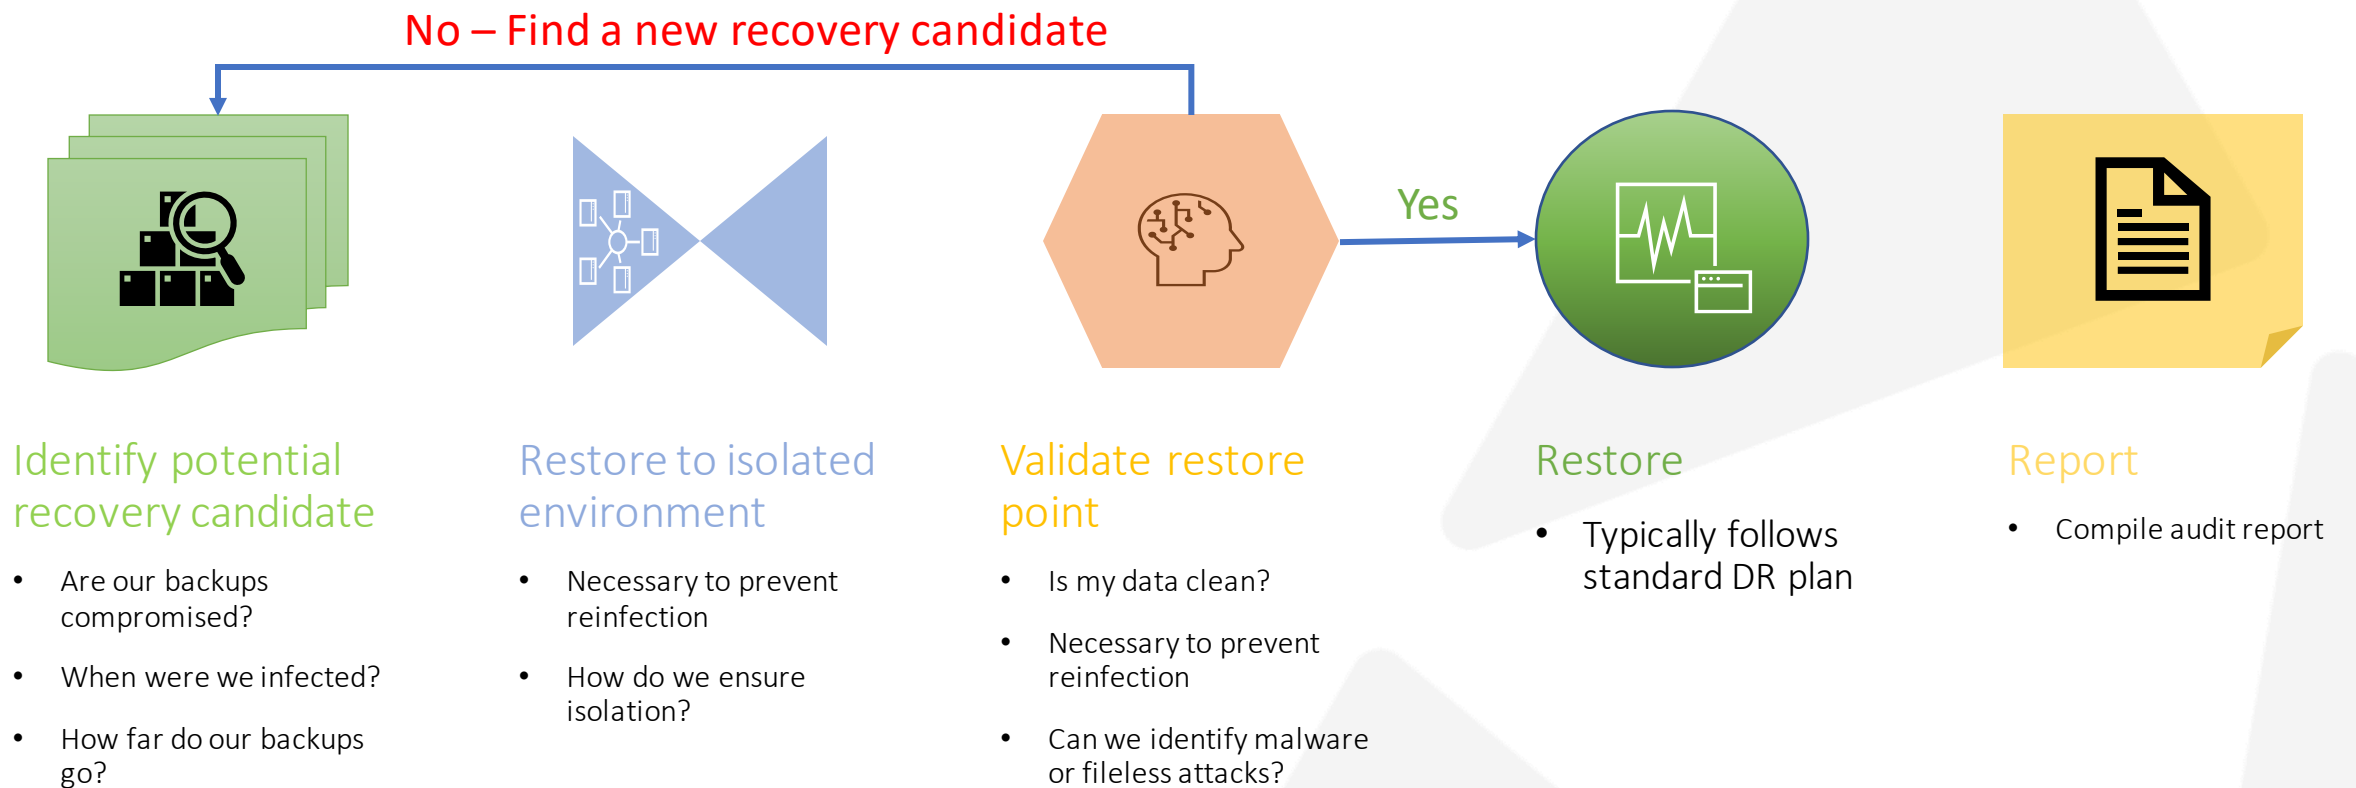 No – Find a new recovery candidate
Yes
Identify potential
recovery candidate
• Are our backups
compromised?
• When were we infected?
• How far do our backups
go?
Restore to isolated
environment
• Necessary to prevent
reinfection
• How do we ensure
isolation?
Validate restore
point
• Is my data clean?
• Necessary to prevent
reinfection
• Can we identify malware
or fileless attacks?
Restore
• Typically follows
standard DR plan
Report
• Compile audit report